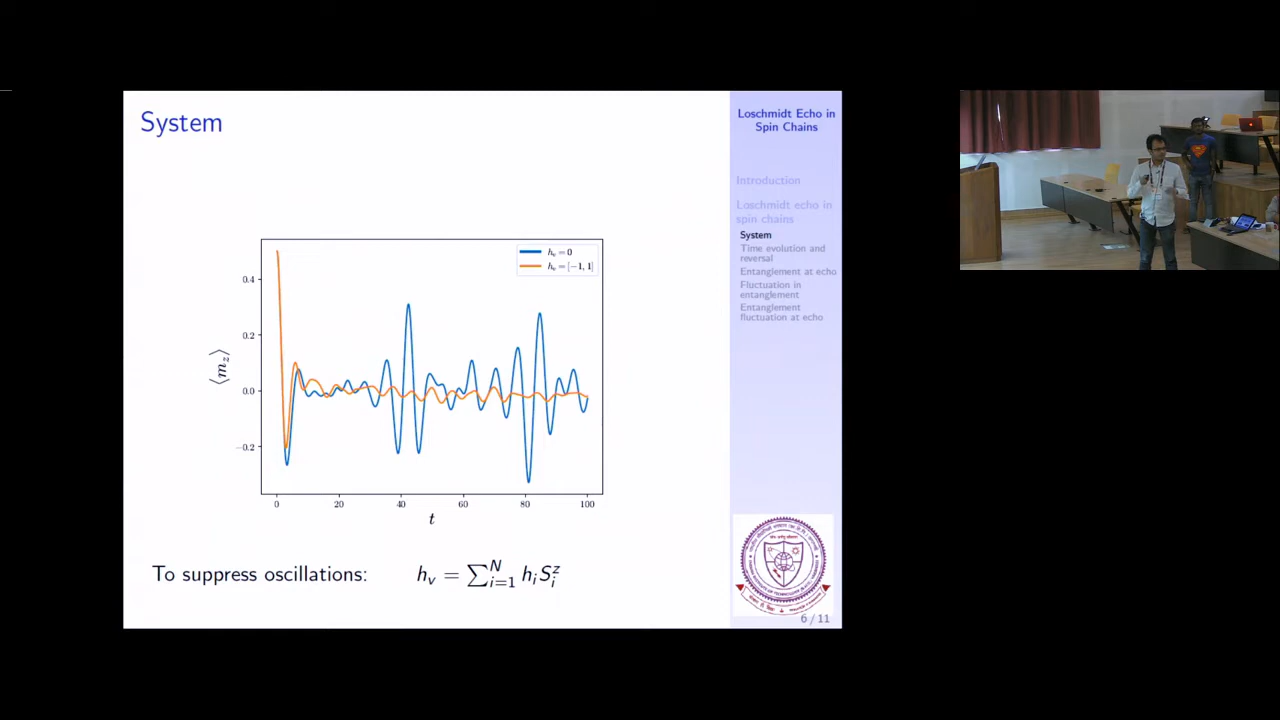 System
⟨m_z⟩
0.4
0.2
0.0
−0.2
h_v = 0
h_v = [−1, 1]
0 20 40 60 80 100
t
To suppress oscillations: h_v = ∑_{i=1}^{N} h_i S_i^z
Loschmidt Echo in
Spin Chains
Introduction
Loschmidt echo in
spin chains
System
Time evolution and
reversal
Entanglement at echo
Fluctuation in
entanglement
Entanglement
fluctuation at echo
6 / 11